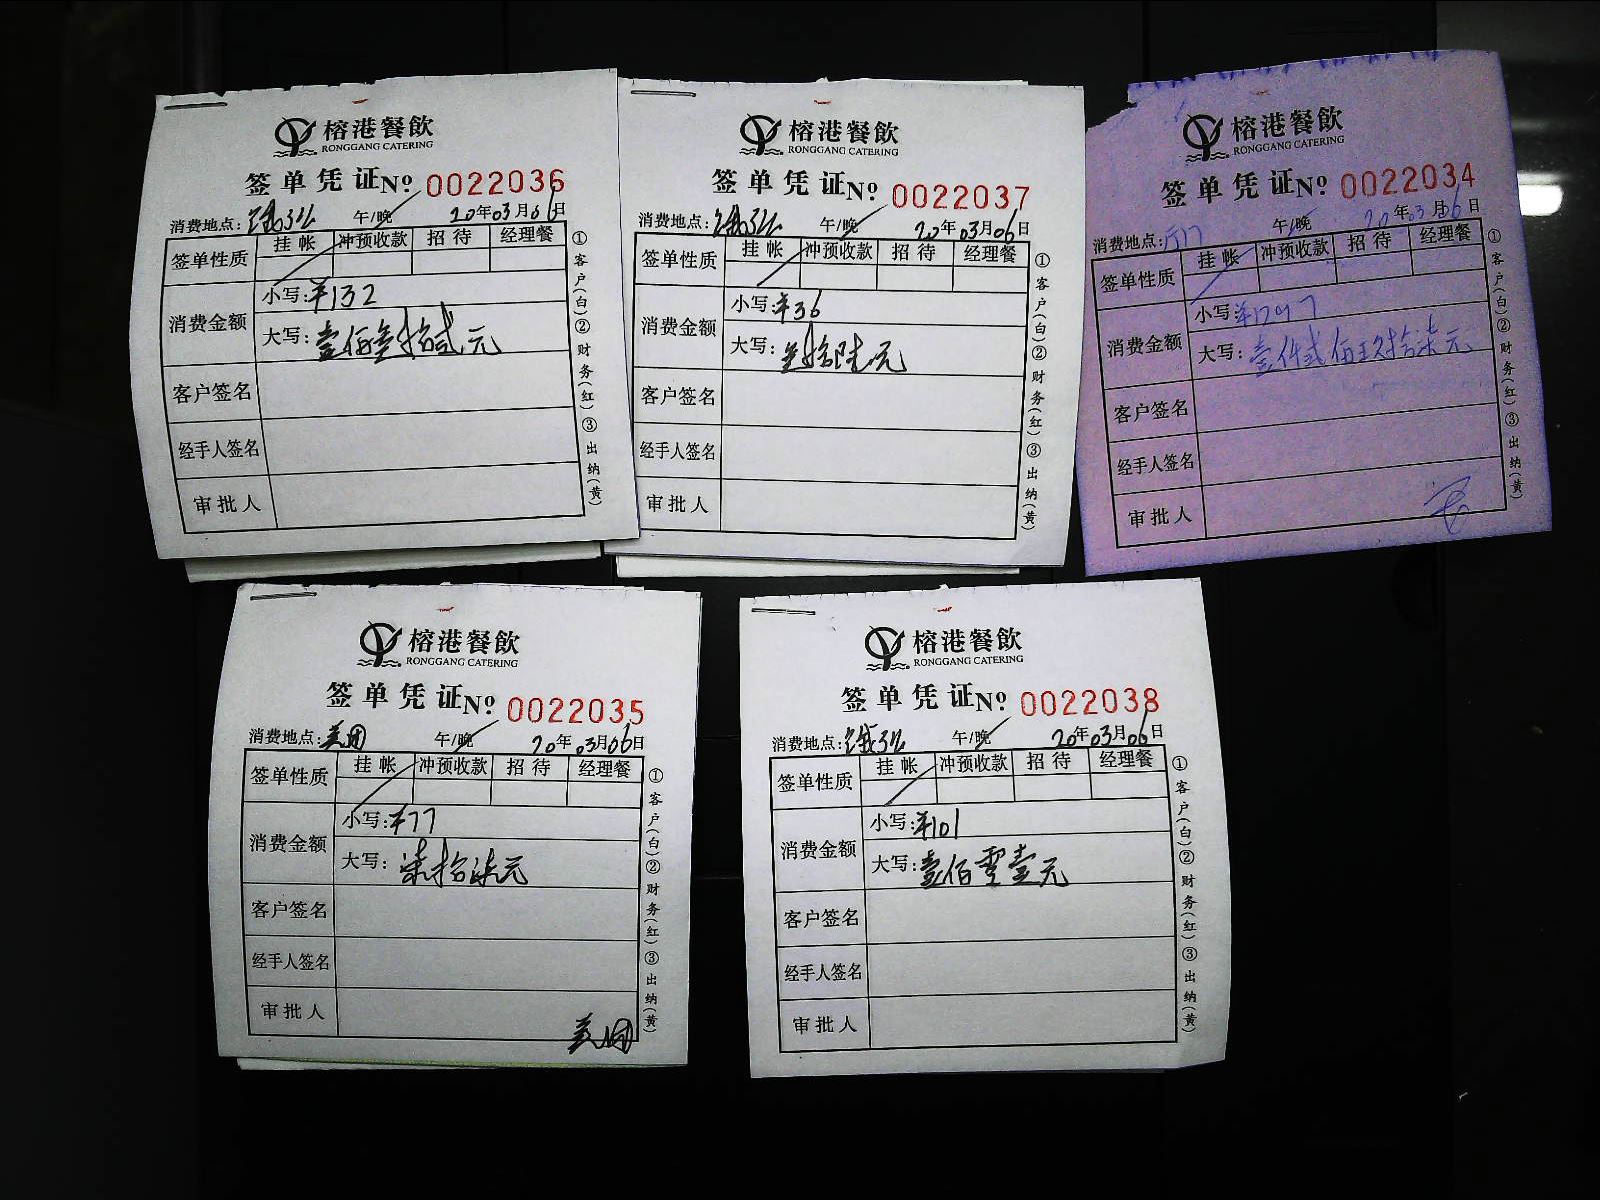 榕港餐飲
RONGGANG CATERING
签单凭证 Nº 0022036
消费地点: 午/晚 20年03月06日
签单性质 挂帐 冲预收款 招待 经理餐
消费金额 小写:¥132
大写:壹佰叁拾贰元
客户签名
经手人签名
审批人
①客户(白)②财务(红)③出纳(黄)
榕港餐飲
RONGGANG CATERING
签单凭证 Nº 0022037
消费地点: 午/晚 20年03月06日
签单性质 挂帐 冲预收款 招待 经理餐
消费金额 小写:¥36
大写:叁拾陆元
客户签名
经手人签名
审批人
①客户(白)②财务(红)③出纳(黄)
榕港餐飲
RONGGANG CATERING
签单凭证 Nº 0022034
消费地点: 午/晚 20年03月06日
签单性质 挂帐 冲预收款 招待 经理餐
消费金额 小写:
大写:壹仟贰佰 拾柒元
客户签名
经手人签名
审批人
①客户(白)②财务(红)③出纳(黄)
榕港餐飲
RONGGANG CATERING
签单凭证 Nº 0022035
消费地点:美团 午/晚 20年03月06日
签单性质 挂帐 冲预收款 招待 经理餐
消费金额 小写:¥77
大写:柒拾柒元
客户签名
经手人签名
审批人 美团
①客户(白)②财务(红)③出纳(黄)
榕港餐飲
RONGGANG CATERING
签单凭证 Nº 0022038
消费地点: 午/晚 20年03月06日
签单性质 挂帐 冲预收款 招待 经理餐
消费金额 小写:¥101
大写:壹佰零壹元
客户签名
经手人签名
审批人
①客户(白)②财务(红)③出纳(黄)